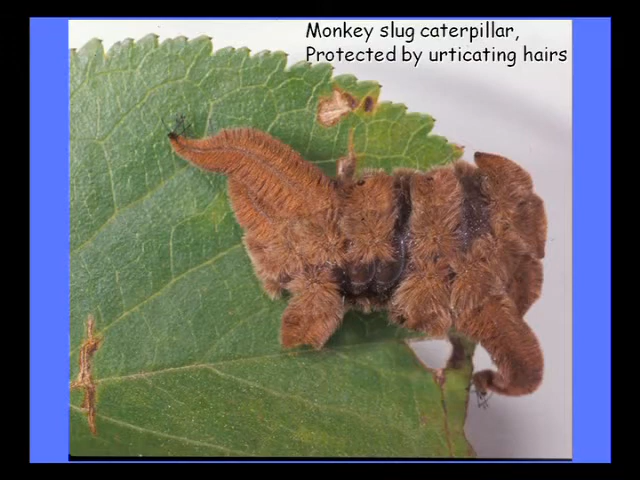 Monkey slug caterpillar,
Protected by urticating hairs